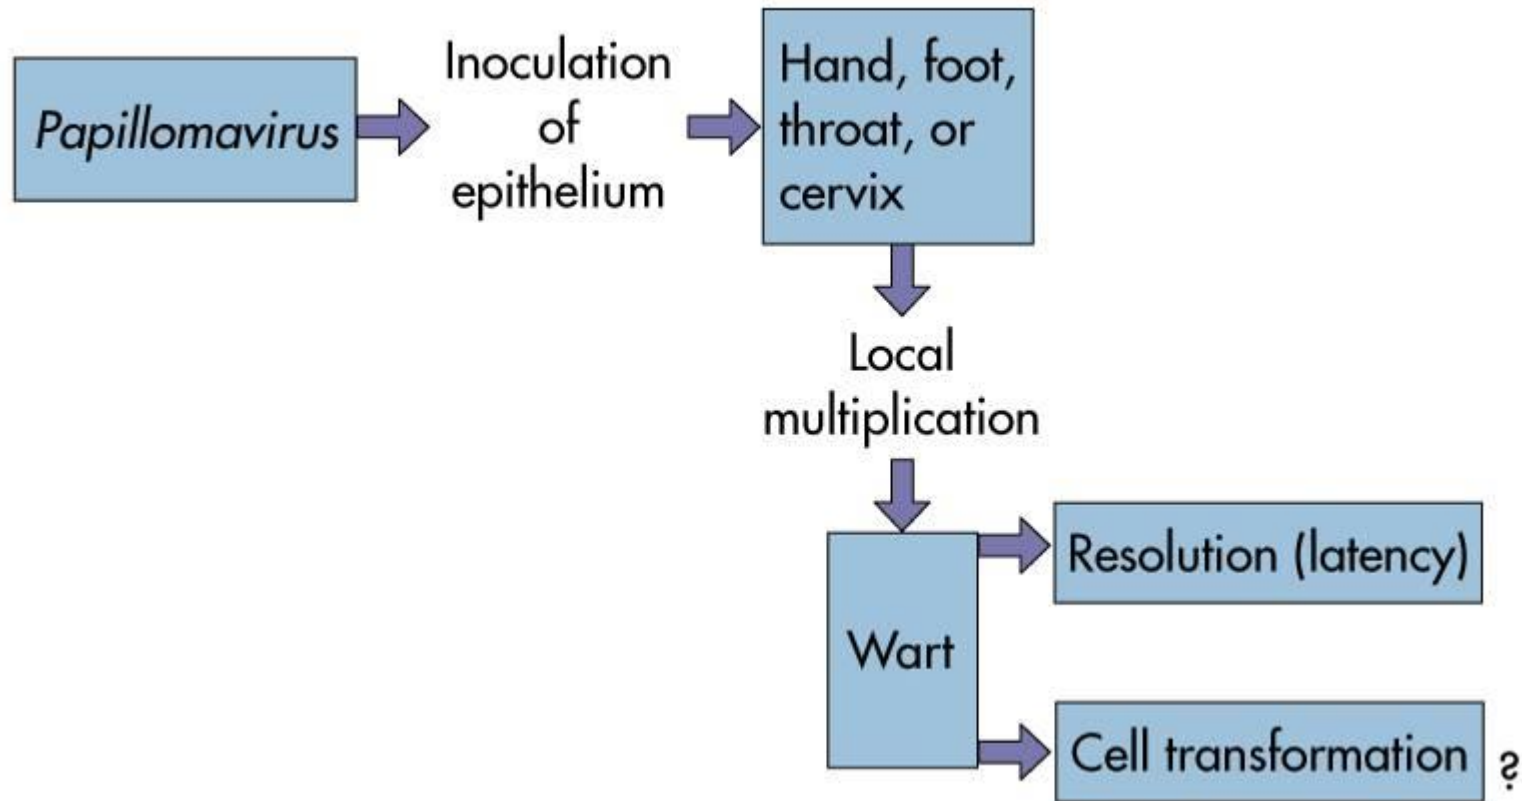 Papillomavirus
Inoculation
of
epithelium
Hand, foot,
throat, or
cervix
Local
multiplication
Wart
Resolution (latency)
Cell transformation
?